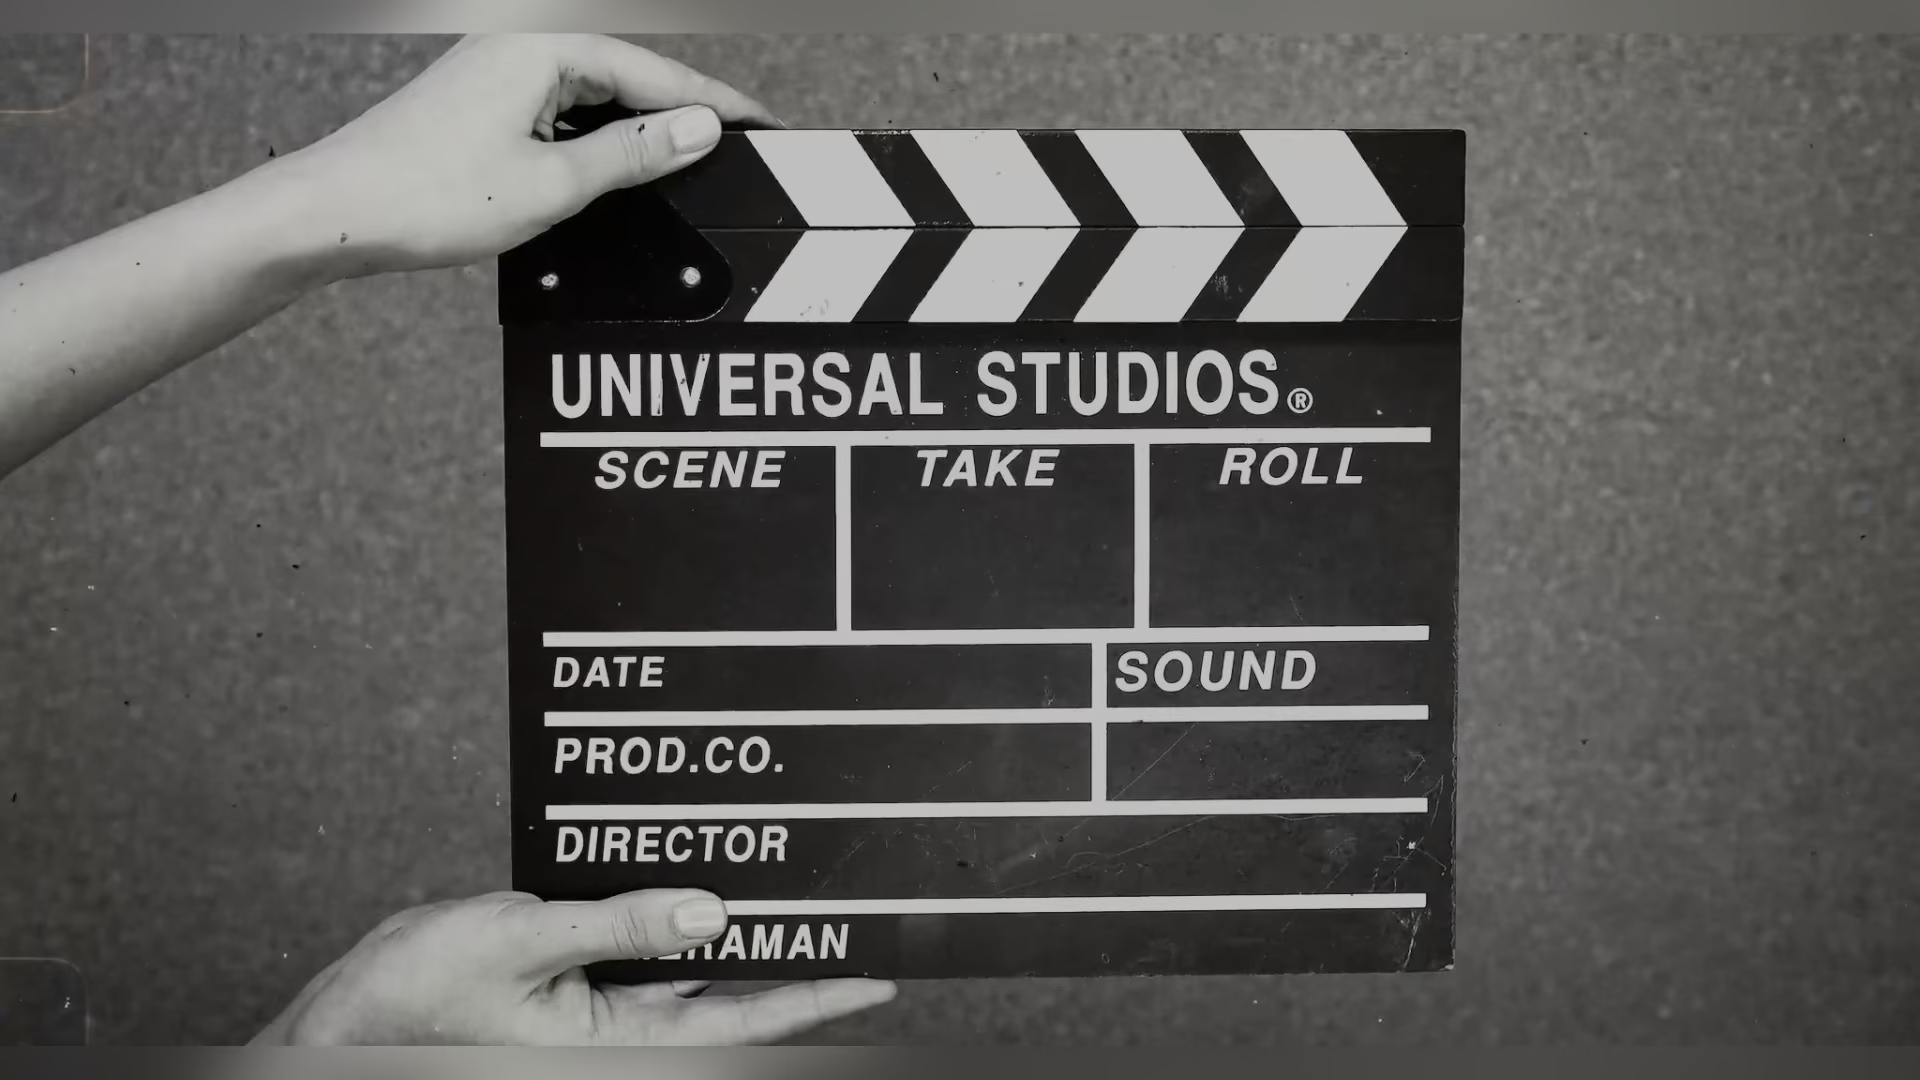 UNIVERSAL STUDIOS®
SCENE TAKE ROLL
DATE SOUND
PROD.CO.
DIRECTOR